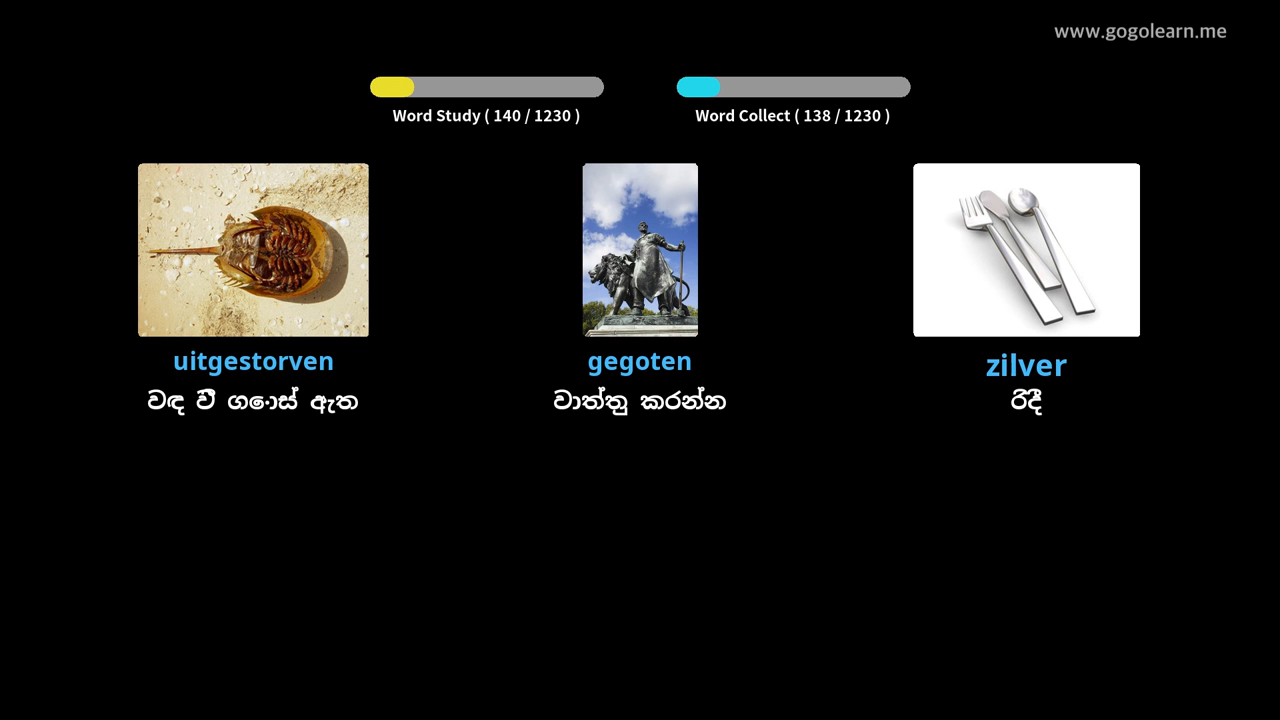 www.gogolearn.me
Word Study ( 140 / 1230 )
Word Collect ( 138 / 1230 )
uitgestorven
gegoten
zilver
වඳ වී ගොස් ඇත
වාත්තු කරන්න
රිදී